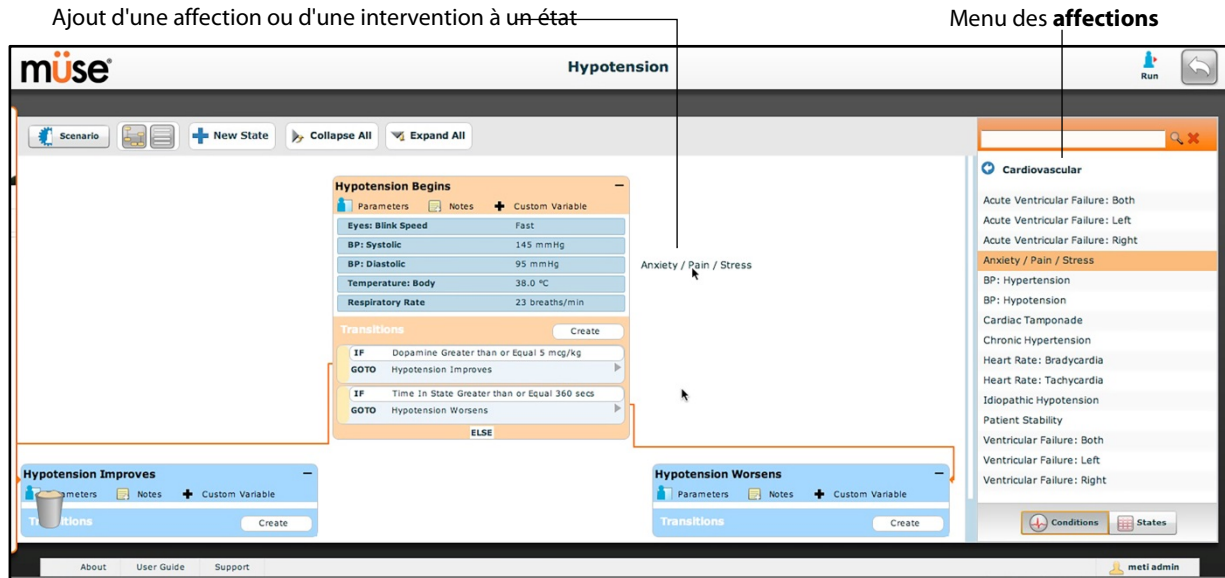 Ajout d'une affection ou d'une intervention à un état
Menu des affections
müse
Hypotension
Run
Scenario
New State
Collapse All
Expand All
Hypotension Begins
Parameters Notes Custom Variable
Eyes: Blink Speed Fast
BP: Systolic 145 mmHg
BP: Diastolic 95 mmHg
Temperature: Body 38.0 °C
Respiratory Rate 23 breaths/min
Transitions Create
IF Dopamine Greater than or Equal 5 mcg/kg
GOTO Hypotension Improves
IF Time In State Greater than or Equal 360 secs
GOTO Hypotension Worsens
ELSE
Anxiety / Pain / Stress
Hypotension Improves
Notes Custom Variable
Create
Hypotension Worsens
Parameters Notes Custom Variable
Transitions Create
Cardiovascular
Acute Ventricular Failure: Both
Acute Ventricular Failure: Left
Acute Ventricular Failure: Right
Anxiety / Pain / Stress
BP: Hypertension
BP: Hypotension
Cardiac Tamponade
Chronic Hypertension
Heart Rate: Bradycardia
Heart Rate: Tachycardia
Idiopathic Hypotension
Patient Stability
Ventricular Failure: Both
Ventricular Failure: Left
Ventricular Failure: Right
Conditions States
About User Guide Support
meti admin